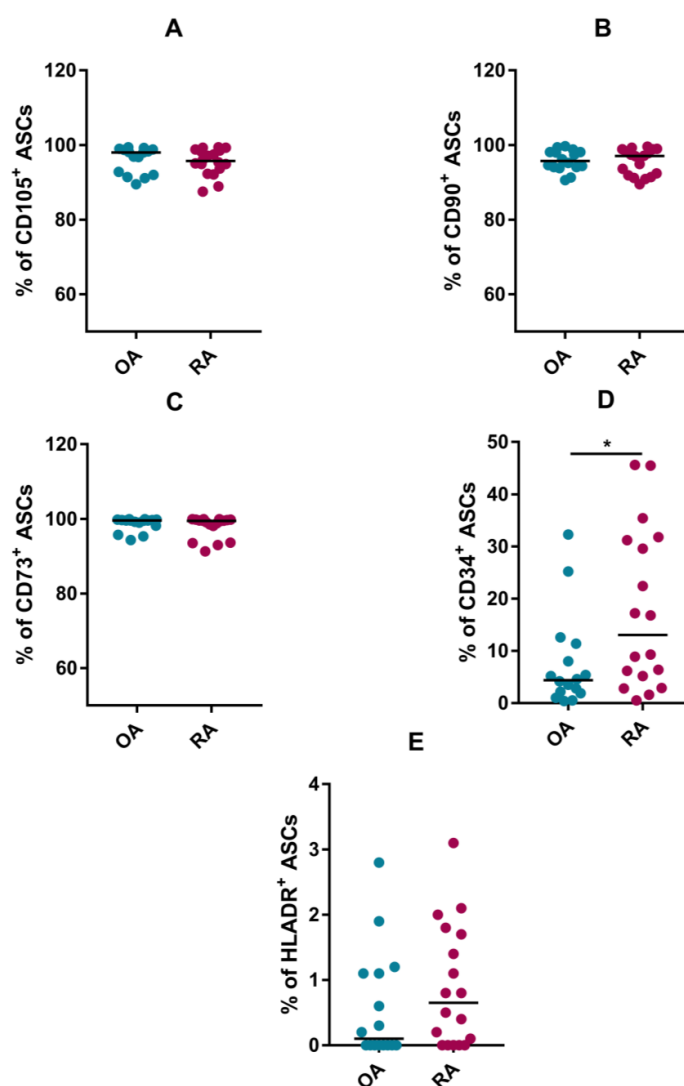 A
B
% of CD105+ ASCs
120
100
80
60
OA
RA
% of CD90+ ASCs
120
100
80
60
OA
RA
C
D
% of CD73+ ASCs
120
100
80
60
OA
RA
% of CD34+ ASCs
50
40
30
20
10
0
*
OA
RA
E
% of HLADR+ ASCs
4
3
2
1
0
OA
RA